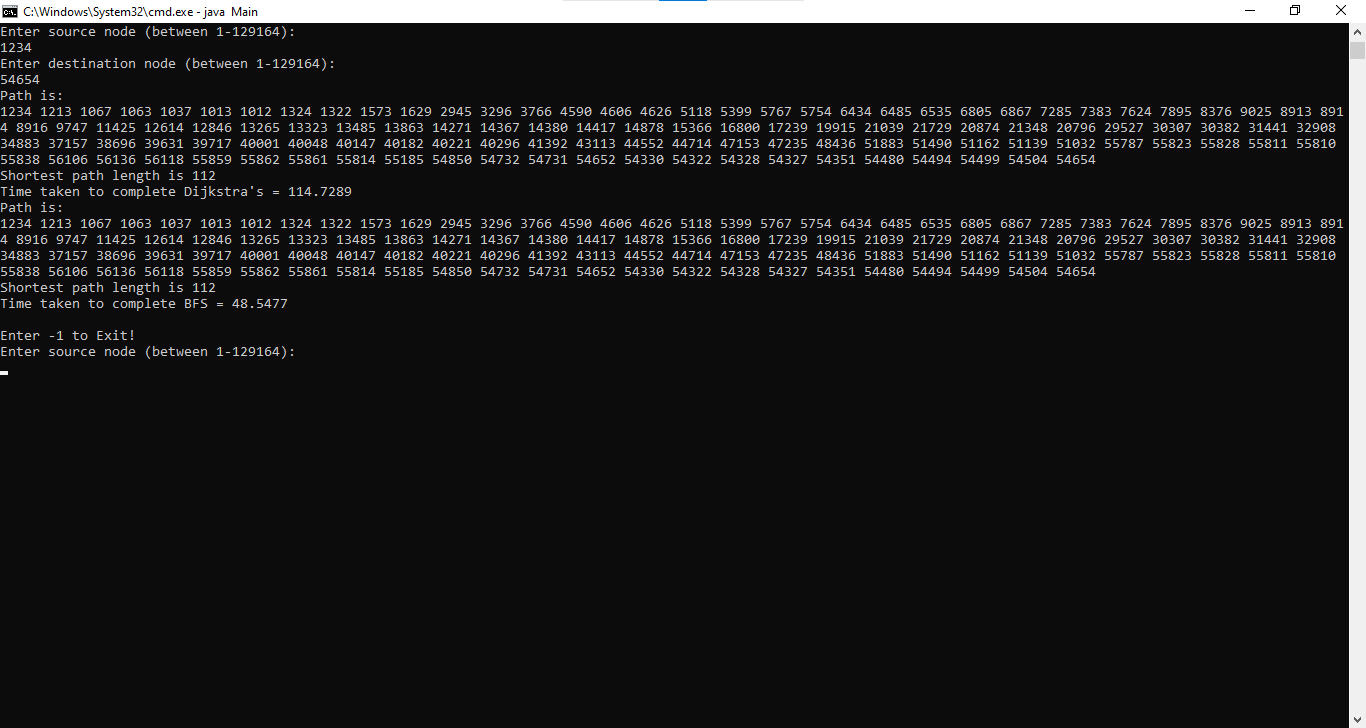 C:\Windows\System32\cmd.exe - java  Main
Enter source node (between 1-129164):
1234
Enter destination node (between 1-129164):
54654
Path is:
1234 1213 1067 1063 1037 1013 1012 1324 1322 1573 1629 2945 3296 3766 4590 4606 4626 5118 5399 5767 5754 6434 6485 6535 6805 6867 7285 7383 7624 7895 8376 9025 8913 891
4 8916 9747 11425 12614 12846 13265 13323 13485 13863 14271 14367 14380 14417 14878 15366 16800 17239 19915 21039 21729 20874 21348 20796 29527 30307 30382 31441 32908
34883 37157 38696 39631 39717 40001 40048 40147 40182 40221 40296 41392 43113 44552 44714 47153 47235 48436 51883 51490 51162 51139 51032 55787 55823 55828 55811 55810
55838 56106 56136 56118 55859 55862 55861 55814 55185 54850 54732 54731 54652 54330 54322 54328 54327 54351 54480 54494 54499 54504 54654
Shortest path length is 112
Time taken to complete Dijkstra's = 114.7289
Path is:
1234 1213 1067 1063 1037 1013 1012 1324 1322 1573 1629 2945 3296 3766 4590 4606 4626 5118 5399 5767 5754 6434 6485 6535 6805 6867 7285 7383 7624 7895 8376 9025 8913 891
4 8916 9747 11425 12614 12846 13265 13323 13485 13863 14271 14367 14380 14417 14878 15366 16800 17239 19915 21039 21729 20874 21348 20796 29527 30307 30382 31441 32908
34883 37157 38696 39631 39717 40001 40048 40147 40182 40221 40296 41392 43113 44552 44714 47153 47235 48436 51883 51490 51162 51139 51032 55787 55823 55828 55811 55810
55838 56106 56136 56118 55859 55862 55861 55814 55185 54850 54732 54731 54652 54330 54322 54328 54327 54351 54480 54494 54499 54504 54654
Shortest path length is 112
Time taken to complete BFS = 48.5477
Enter -1 to Exit!
Enter source node (between 1-129164):